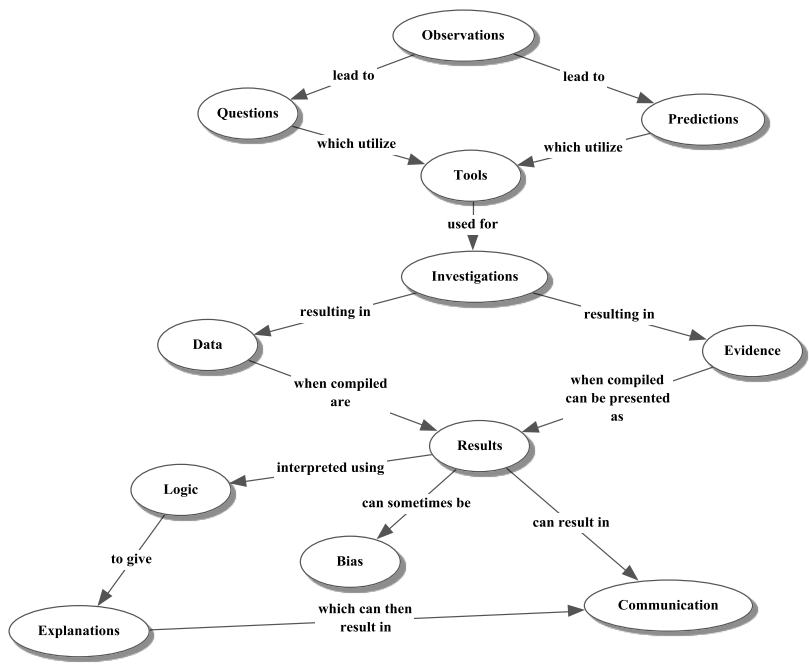 Observations
lead to
lead to
Questions
Predictions
which utilize
which utilize
Tools
used for
Investigations
resulting in
resulting in
Data
Evidence
when compiled
are
when compiled
can be presented
as
Results
interpreted using
Logic
can sometimes be
can result in
to give
Bias
which can then
result in
Communication
Explanations